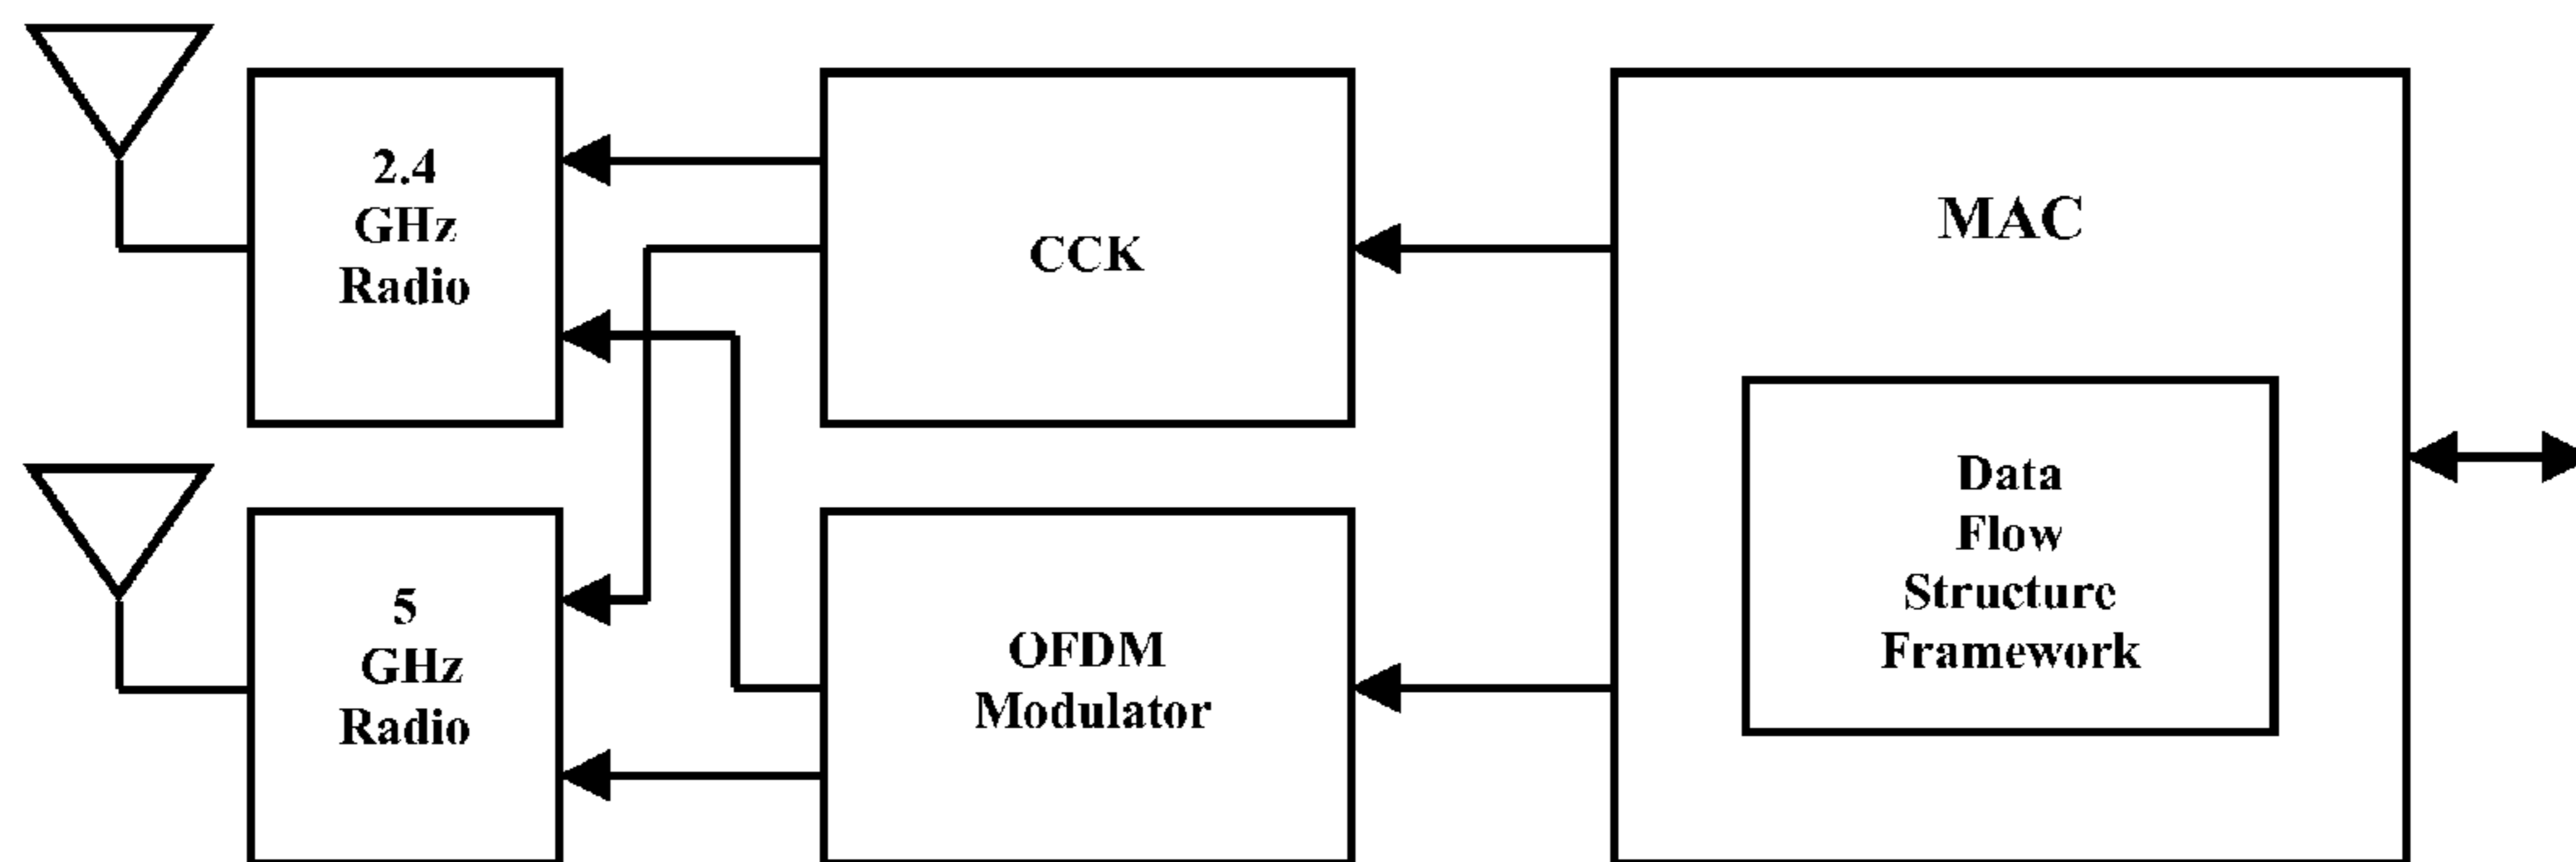 2.4
GHz
Radio
CCK
MAC
Data
Flow
Structure
Framework
5
GHz
Radio
OFDM
Modulator